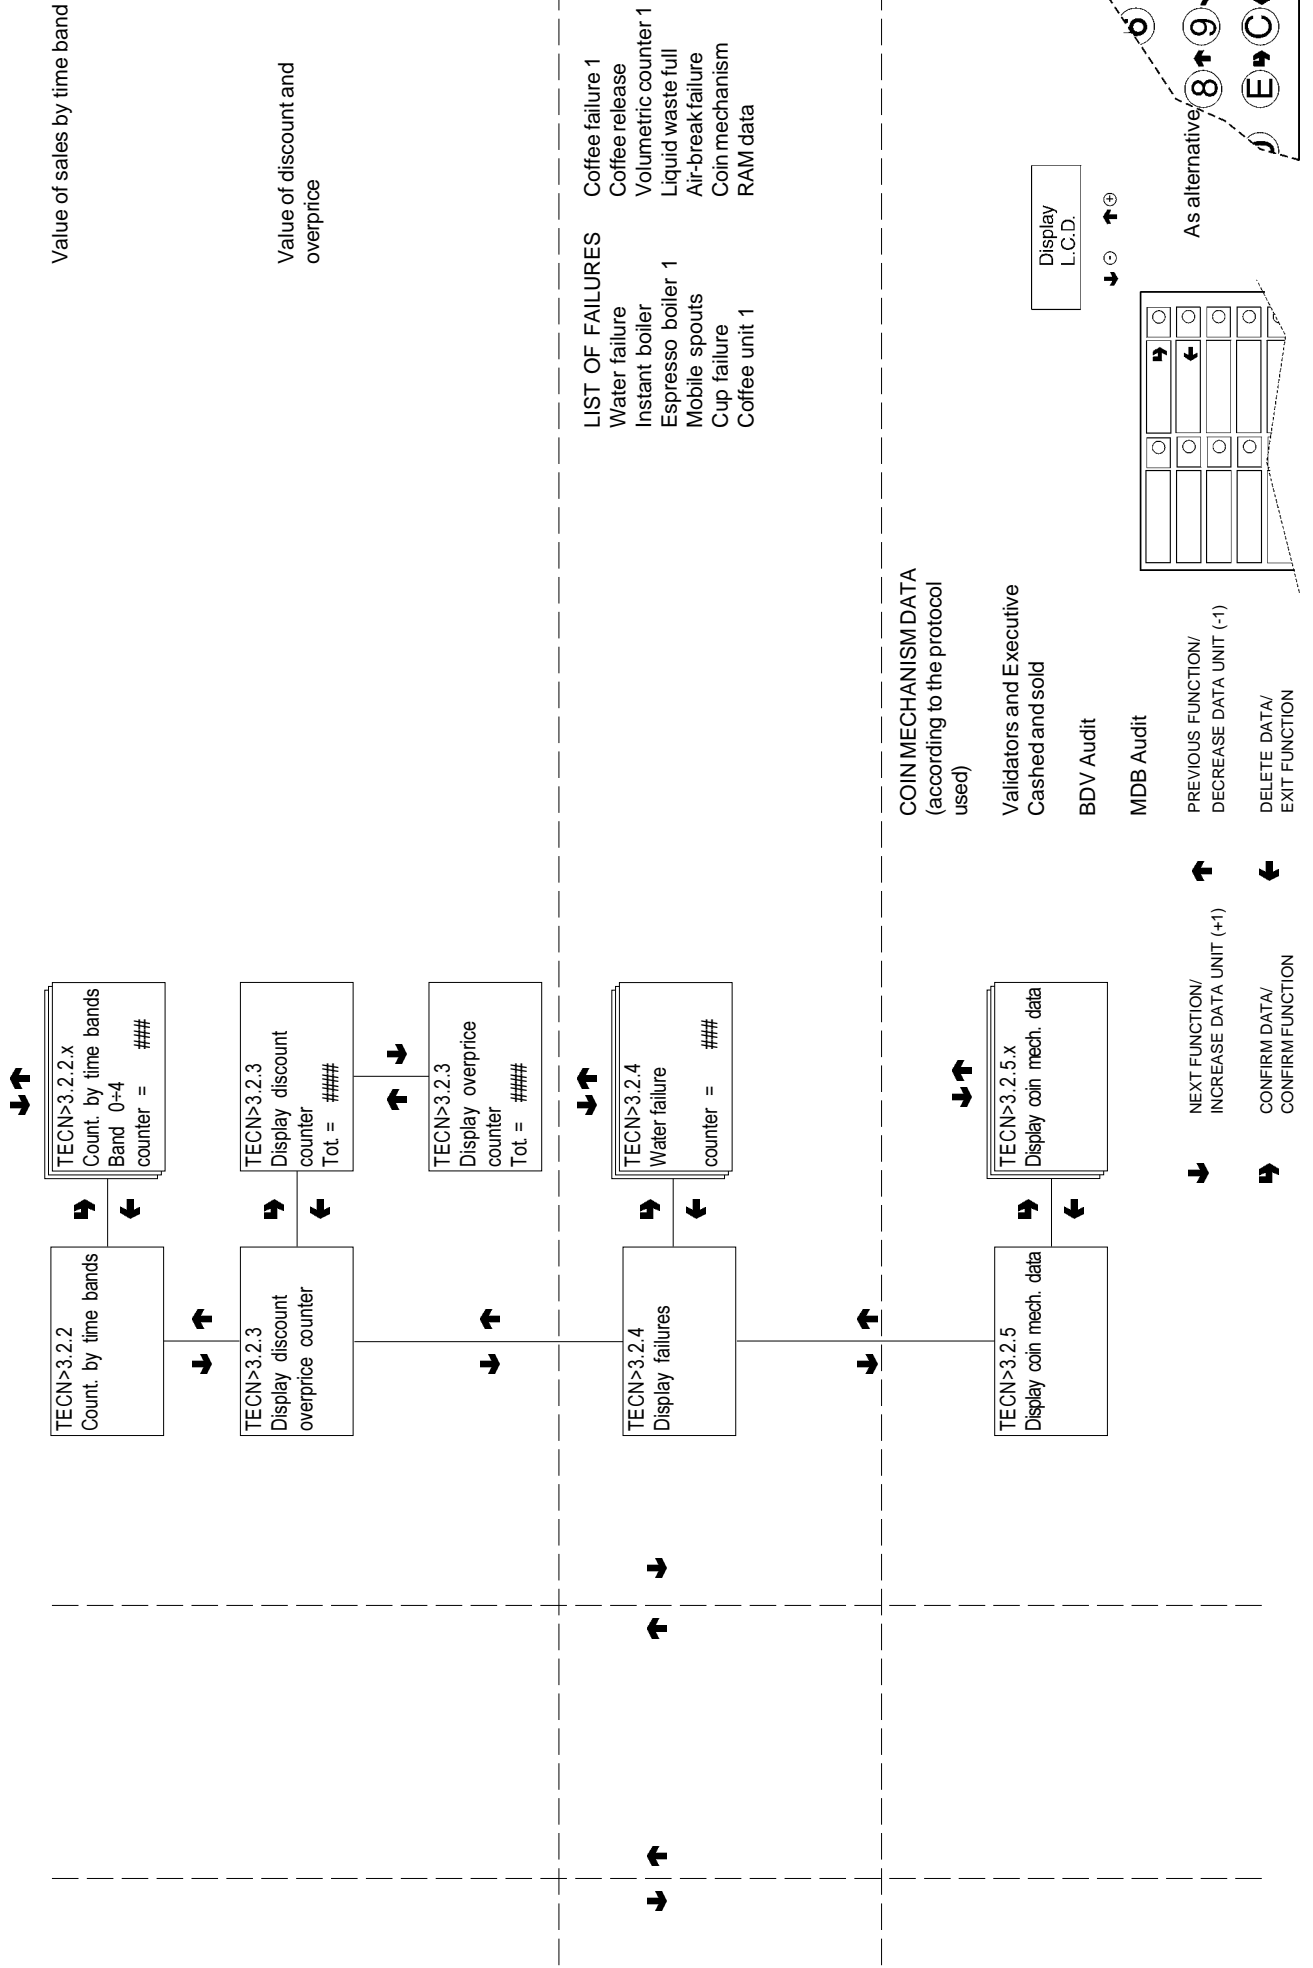 TECN>3.2.2
Count. by time bands
TECN>3.2.2.x
Count. by time bands
Band 0÷4
counter = ###
Value of sales by time band
TECN>3.2.3
Display discount
overprice counter
TECN>3.2.3
Display discount
counter
Tot. = ####
Value of discount and
overprice
TECN>3.2.3
Display overprice
counter
Tot. = ####
TECN>3.2.4
Display failures
TECN>3.2.4
Water failure
counter = ###
LIST OF FAILURES
Water failure
Instant boiler
Espresso boiler 1
Mobile spouts
Cup failure
Coffee unit 1
Coffee failure 1
Coffee release
Volumetric counter 1
Liquid waste full
Air-break failure
Coin mechanism
RAM data
TECN>3.2.5
Display coin mech. data
TECN>3.2.5.x
Display coin mech. data
COIN MECHANISM DATA
(according to the protocol
used)
Validators and Executive
Cashed and sold
BDV Audit
MDB Audit
NEXT FUNCTION/
INCREASE DATA UNIT (+1)
PREVIOUS FUNCTION/
DECREASE DATA UNIT (-1)
CONFIRM DATA/
CONFIRM FUNCTION
DELETE DATA/
EXIT FUNCTION
Display
L.C.D.
- +
As alternative
8 9
E C